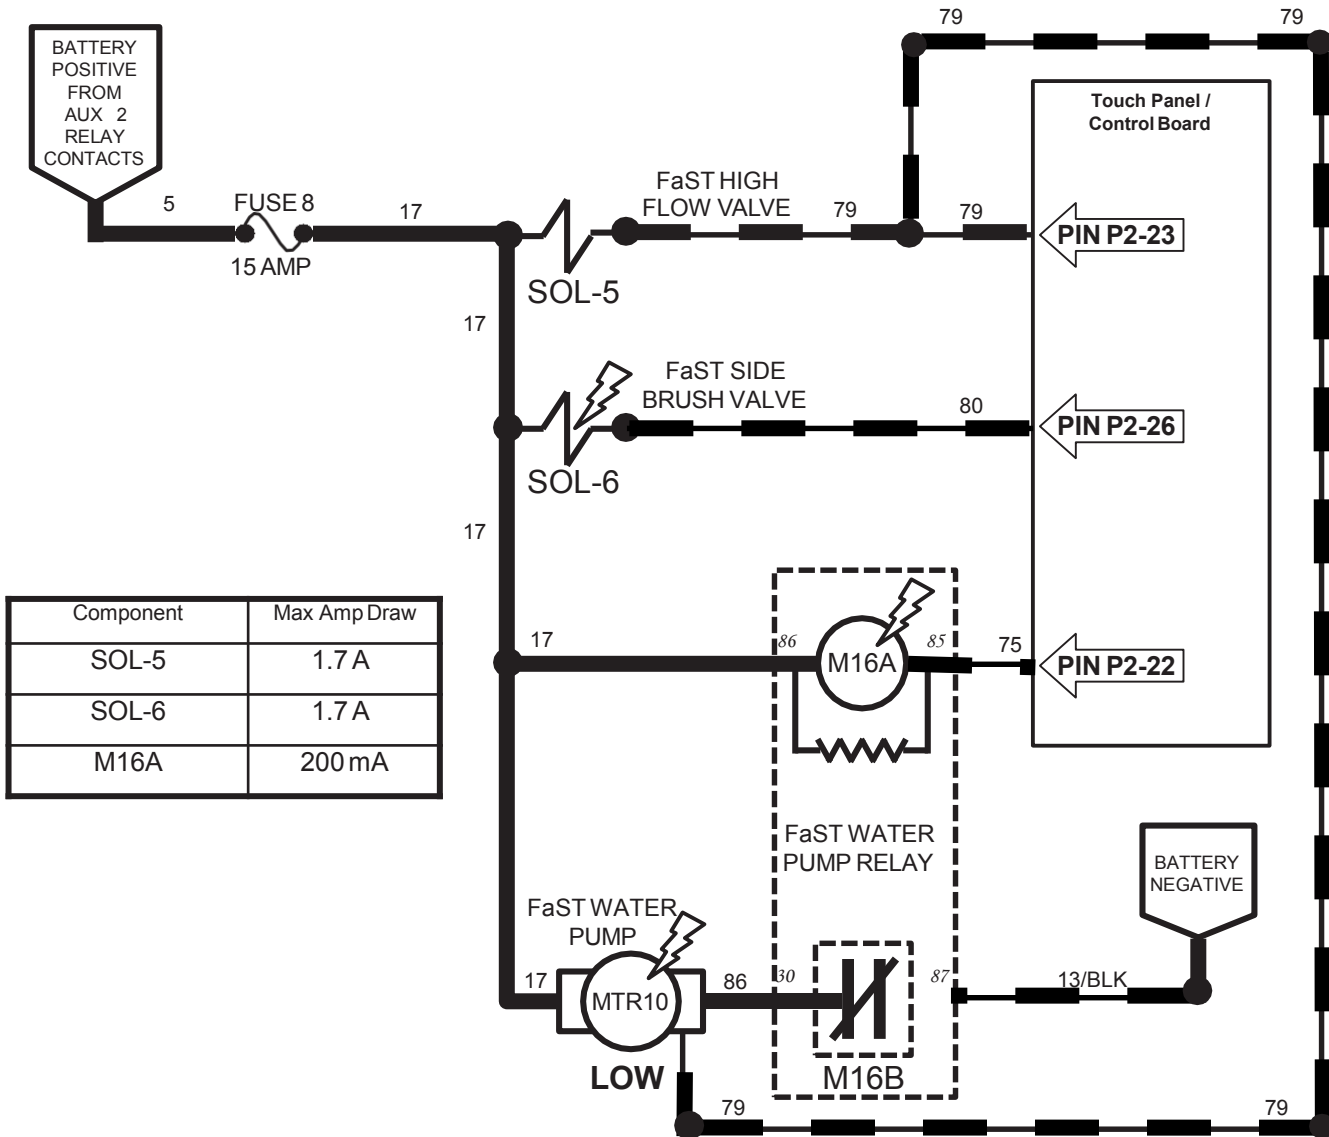 79
79
BATTERY
POSITIVE
FROM
AUX 2
RELAY
CONTACTS
Touch Panel /
Control Board
5
FUSE 8
15 AMP
17
FaST HIGH
FLOW VALVE
79
79
PIN P2-23
SOL-5
17
FaST SIDE
BRUSH VALVE
80
PIN P2-26
SOL-6
17
Component Max Amp Draw
SOL-5 1.7 A
SOL-6 1.7 A
M16A 200 mA
17
86
M16A
85
75
PIN P2-22
FaST WATER
PUMP RELAY
BATTERY
NEGATIVE
FaST WATER
PUMP
17
MTR10
86
30
87
13/BLK
LOW
M16B
79
79